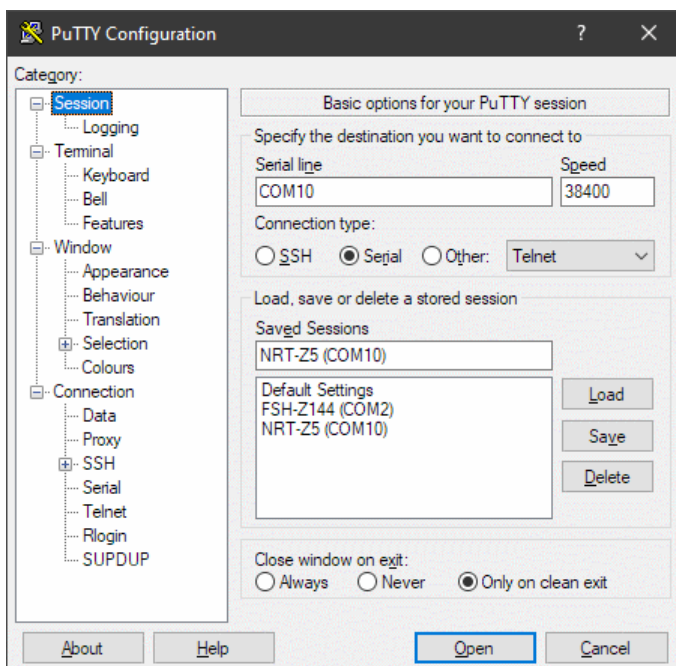 PuTTY Configuration
?
Category:
Session
Logging
Terminal
Keyboard
Bell
Features
Window
Appearance
Behaviour
Translation
Selection
Colours
Connection
Data
Proxy
SSH
Serial
Telnet
Rlogin
SUPDUP
Basic options for your PuTTY session
Specify the destination you want to connect to
Serial line Speed
COM10 38400
Connection type:
SSH Serial Other: Telnet
Load, save or delete a stored session
Saved Sessions
NRT-Z5 (COM10)
Default Settings
FSH-Z144 (COM2)
NRT-Z5 (COM10)
Load
Save
Delete
Close window on exit:
Always Never Only on clean exit
About Help Open Cancel